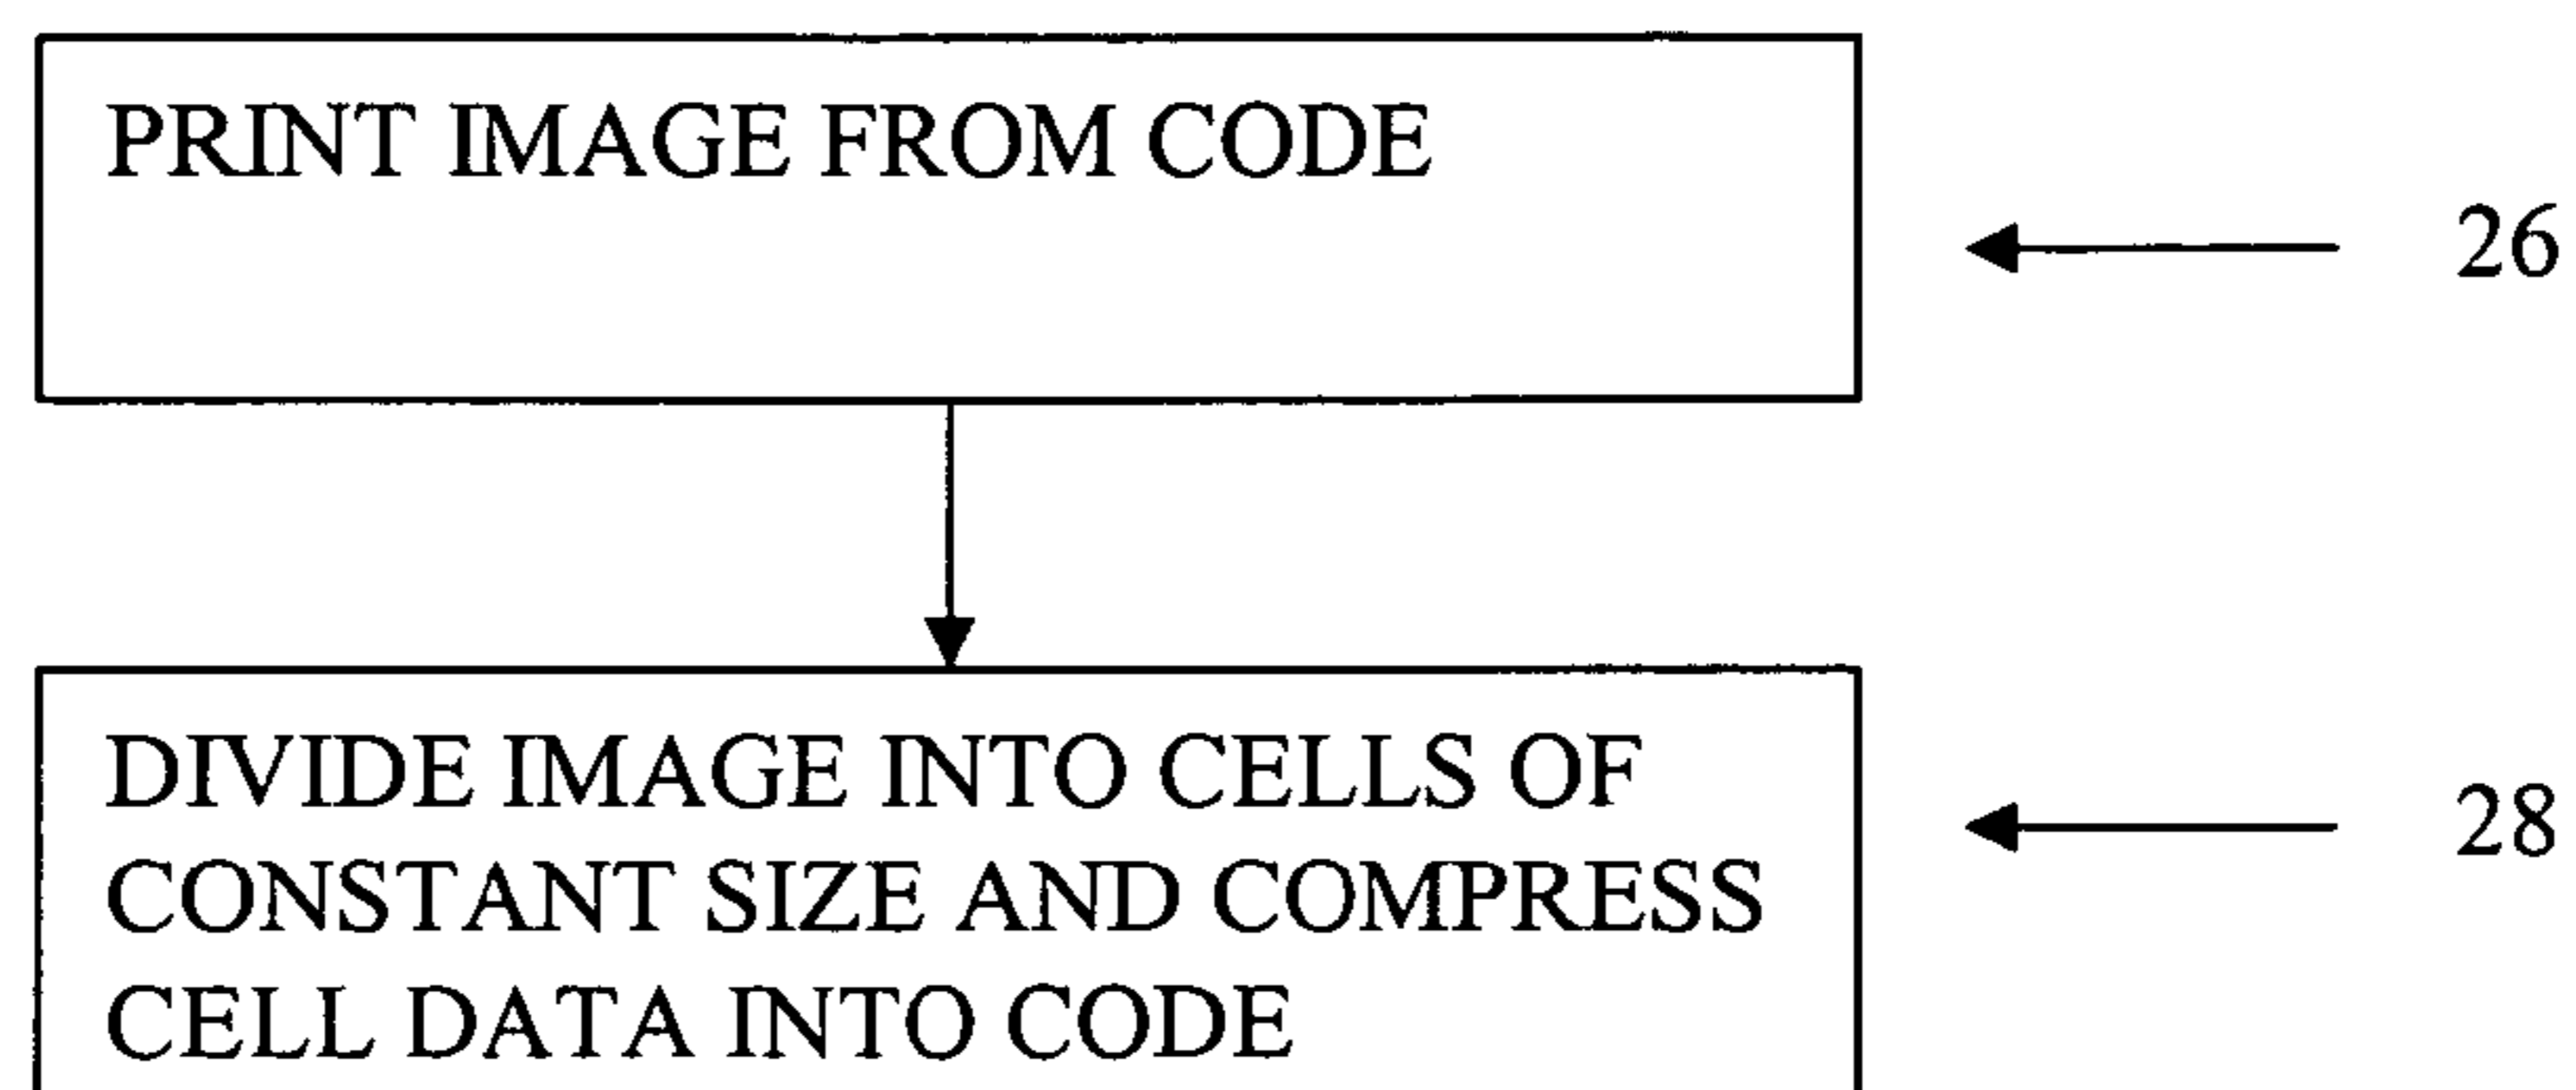 PRINT IMAGE FROM CODE
26
DIVIDE IMAGE INTO CELLS OF
CONSTANT SIZE AND COMPRESS
CELL DATA INTO CODE
28